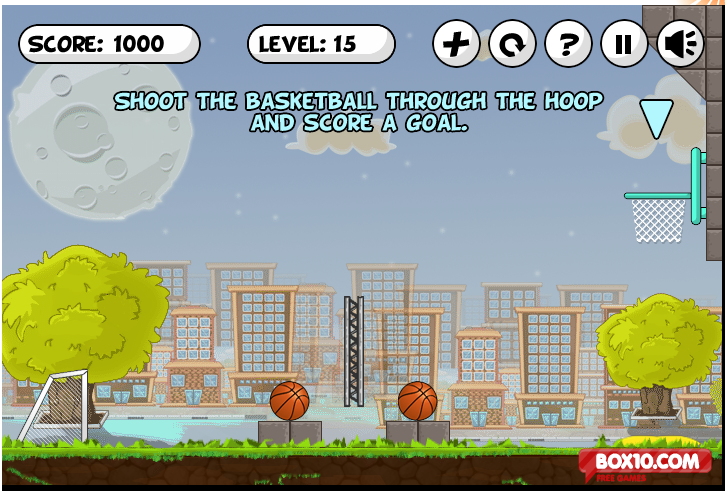 SCORE: 1000
LEVEL: 15
+
?
SHOOT THE BASKETBALL THROUGH THE HOOP
AND SCORE A GOAL.
BOX10.COM
FREE GAMES